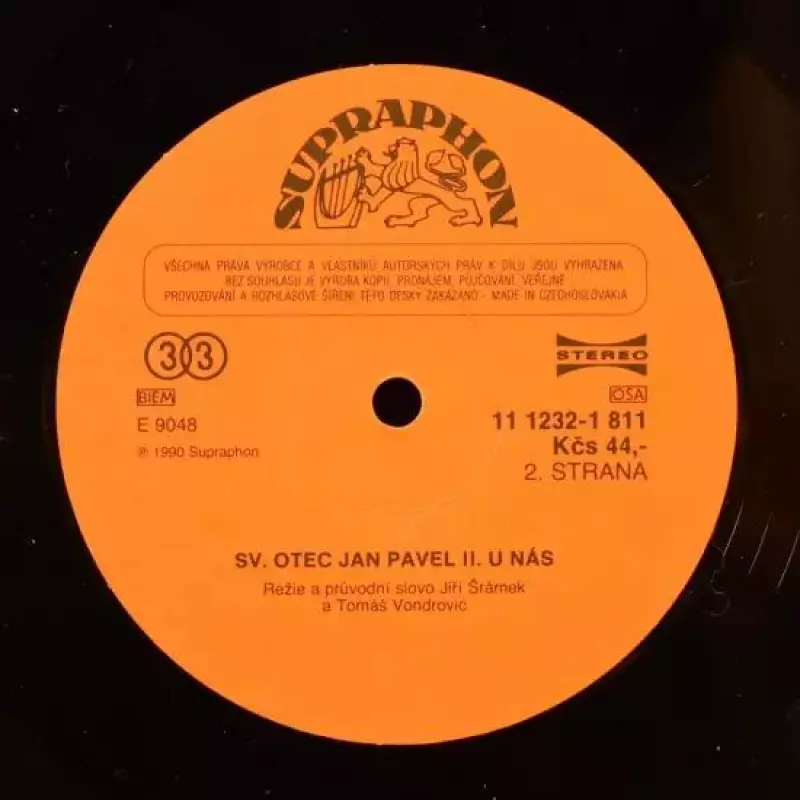 SUPRAPHON
VŠECHNA PRÁVA VÝROBCE A VLASTNÍKŮ AUTORSKÝCH PRÁV K DÍLU JSOU VYHRAZENA.
BEZ SOUHLASU JE VÝROBA KOPIÍ, PRONÁJEM, PŮJČOVÁNÍ, VEŘEJNÉ
PROVOZOVÁNÍ A ROZHLASOVÉ ŠÍŘENÍ TÉTO DESKY ZAKÁZÁNO - MADE IN CZECHOSLOVAKIA
33
STEREO
BIEM
OSA
E 9048
11 1232-1 811
℗ 1990 Supraphon
Kčs 44,-
2. STRANA
SV. OTEC JAN PAVEL II. U NÁS
Režie a průvodní slovo Jiří Šrámek
a Tomáš Vondrovic